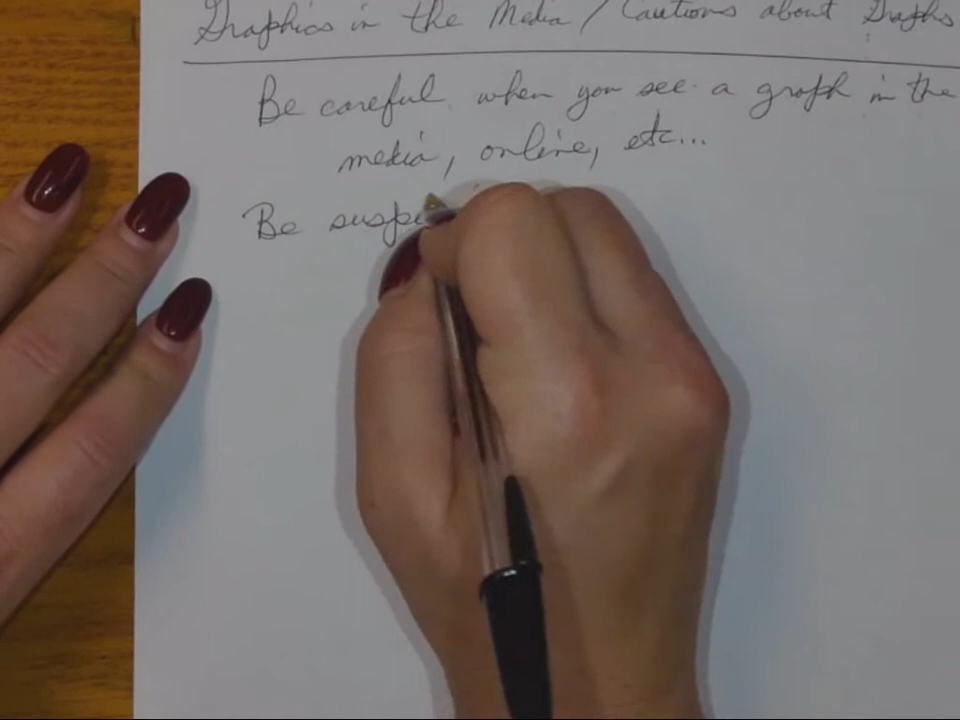 Graphics in the Media / Cautions about Graphs
Be careful when you see a graph in the
media, online, etc...
Be suspi